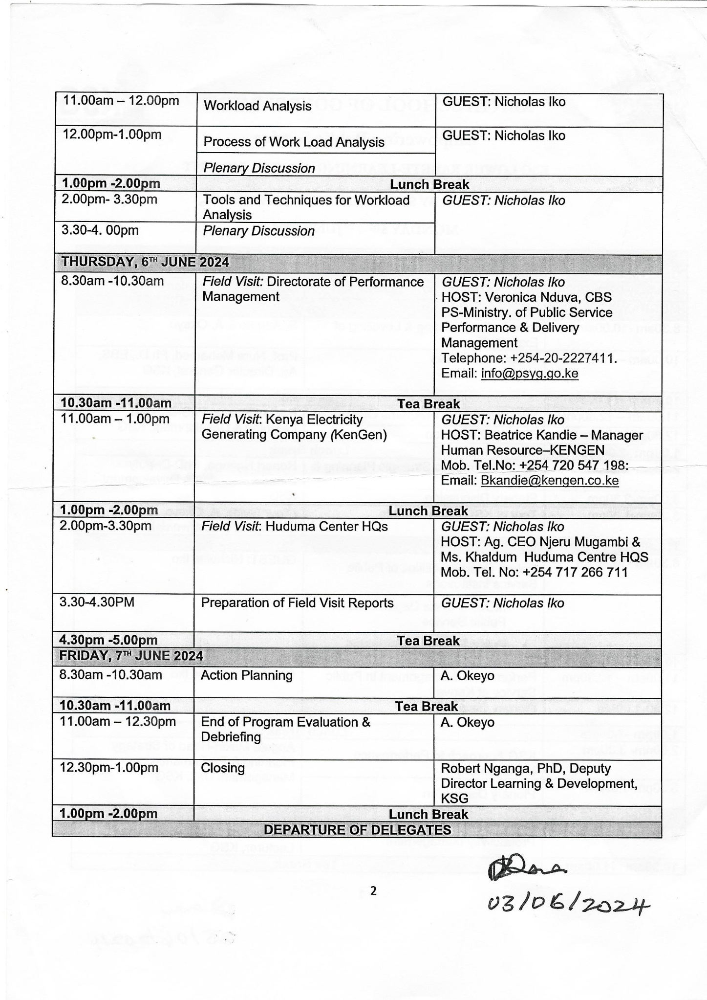 11.00am – 12.00pm
Workload Analysis
GUEST: Nicholas Iko
12.00pm-1.00pm
Process of Work Load Analysis
GUEST: Nicholas Iko
Plenary Discussion
1.00pm -2.00pm
Lunch Break
2.00pm- 3.30pm
Tools and Techniques for Workload
Analysis
GUEST: Nicholas Iko
3.30-4. 00pm
Plenary Discussion
THURSDAY, 6TH JUNE 2024
8.30am -10.30am
Field Visit: Directorate of Performance
Management
GUEST: Nicholas Iko
HOST: Veronica Nduva, CBS
PS-Ministry. of Public Service
Performance & Delivery
Management
Telephone: +254-20-2227411.
Email: info@psyg.go.ke
10.30am -11.00am
Tea Break
11.00am – 1.00pm
Field Visit: Kenya Electricity
Generating Company (KenGen)
GUEST: Nicholas Iko
HOST: Beatrice Kandie – Manager
Human Resource–KENGEN
Mob. Tel.No: +254 720 547 198:
Email: Bkandie@kengen.co.ke
1.00pm -2.00pm
Lunch Break
2.00pm-3.30pm
Field Visit: Huduma Center HQs
GUEST: Nicholas Iko
HOST: Ag. CEO Njeru Mugambi &
Ms. Khaldum Huduma Centre HQS
Mob. Tel. No: +254 717 266 711
3.30-4.30PM
Preparation of Field Visit Reports
GUEST: Nicholas Iko
4.30pm -5.00pm
Tea Break
FRIDAY, 7TH JUNE 2024
8.30am -10.30am
Action Planning
A. Okeyo
10.30am -11.00am
Tea Break
11.00am – 12.30pm
End of Program Evaluation &
Debriefing
A. Okeyo
12.30pm-1.00pm
Closing
Robert Nganga, PhD, Deputy
Director Learning & Development,
KSG
1.00pm -2.00pm
Lunch Break
DEPARTURE OF DELEGATES
2
03/06/2024